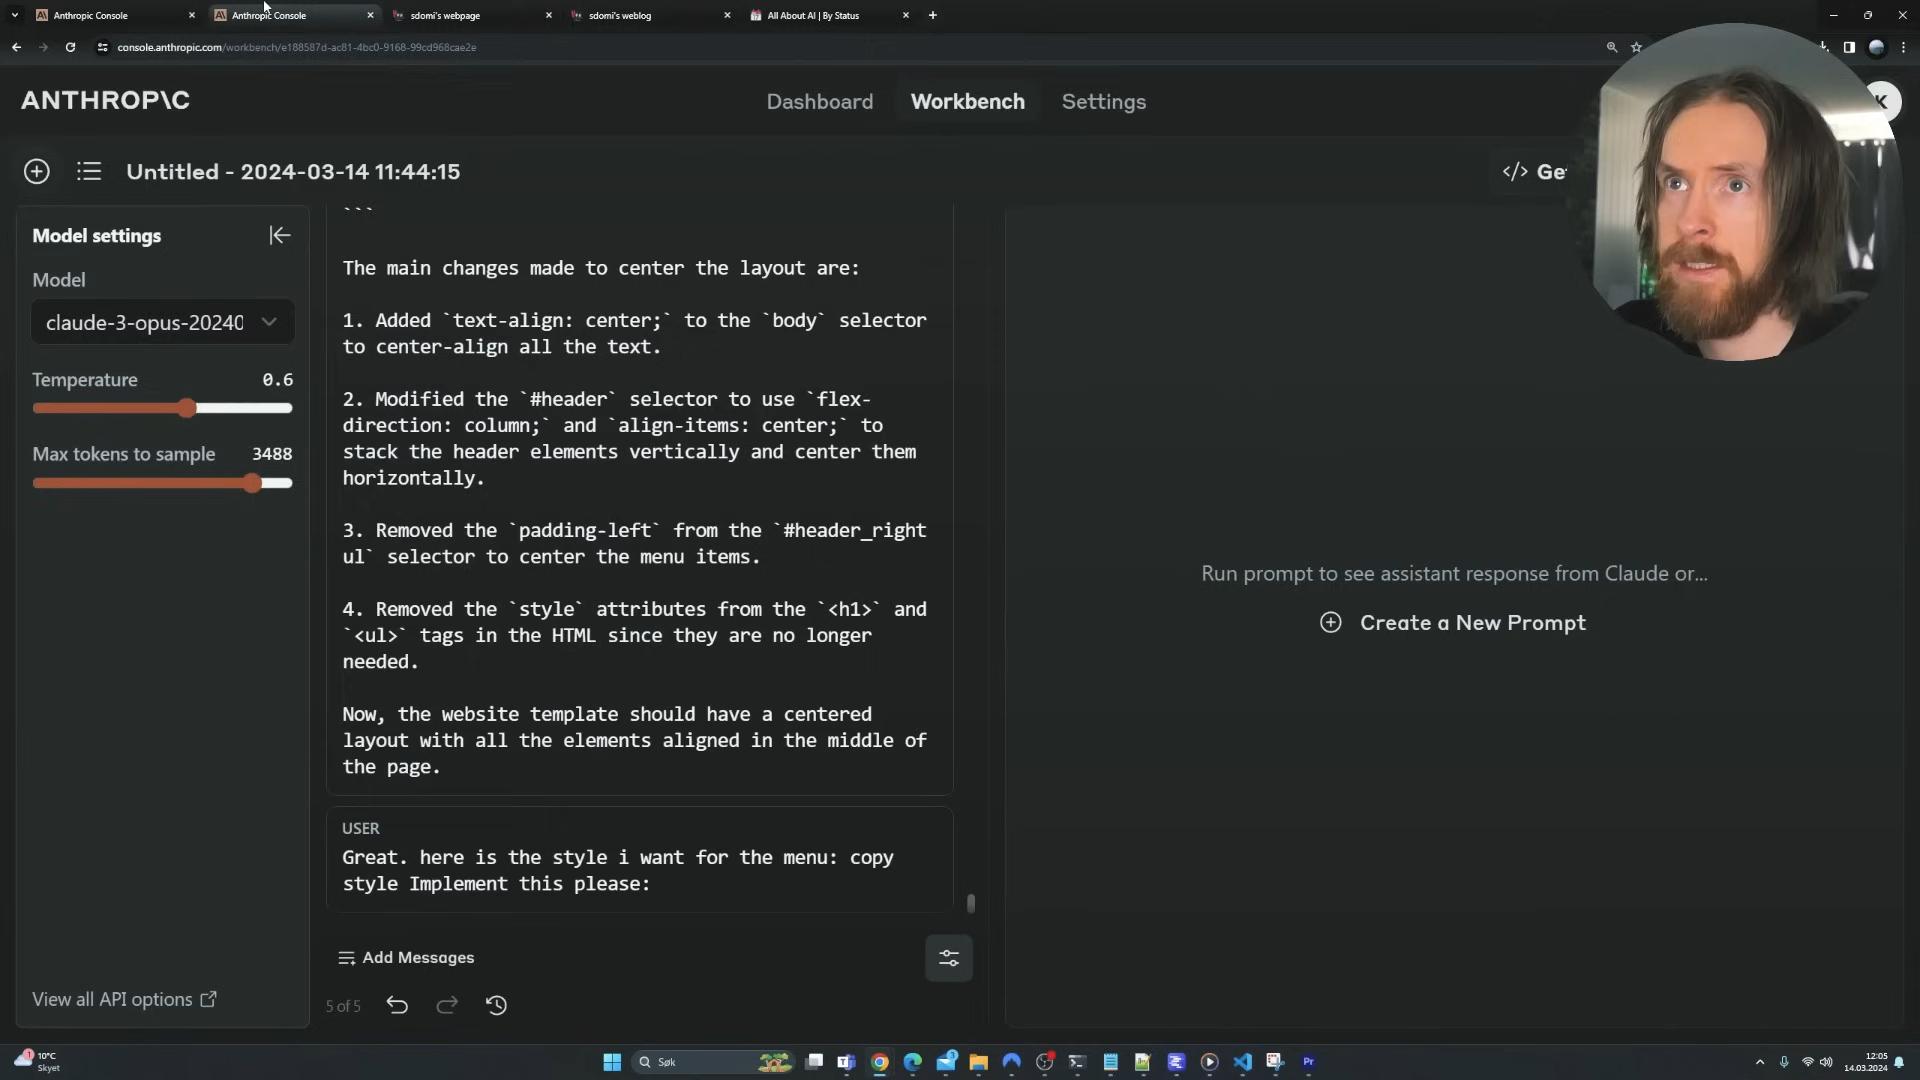 Anthropic Console
Anthropic Console
sdomi's webpage
sdomi's weblog
All About AI | By Status
console.anthropic.com/workbench/e188587d-ac81-4bc0-9168-99cd968cae2e
ANTHROP\C
Dashboard
Workbench
Settings
K
Untitled - 2024-03-14 11:44:15
</> Ge
Model settings
Model
claude-3-opus-20240
Temperature
0.6
Max tokens to sample
3488
View all API options
```
The main changes made to center the layout are:
1. Added `text-align: center;` to the `body` selector
to center-align all the text.
2. Modified the `#header` selector to use `flex-
direction: column;` and `align-items: center;` to
stack the header elements vertically and center them
horizontally.
3. Removed the `padding-left` from the `#header_right
ul` selector to center the menu items.
4. Removed the `style` attributes from the `<h1>` and
`<ul>` tags in the HTML since they are no longer
needed.
Now, the website template should have a centered
layout with all the elements aligned in the middle of
the page.
USER
Great. here is the style i want for the menu: copy
style Implement this please:
Add Messages
5 of 5
Run prompt to see assistant response from Claude or...
Create a New Prompt
10°C
Skyet
Søk
Pr
12:05
14.03.2024